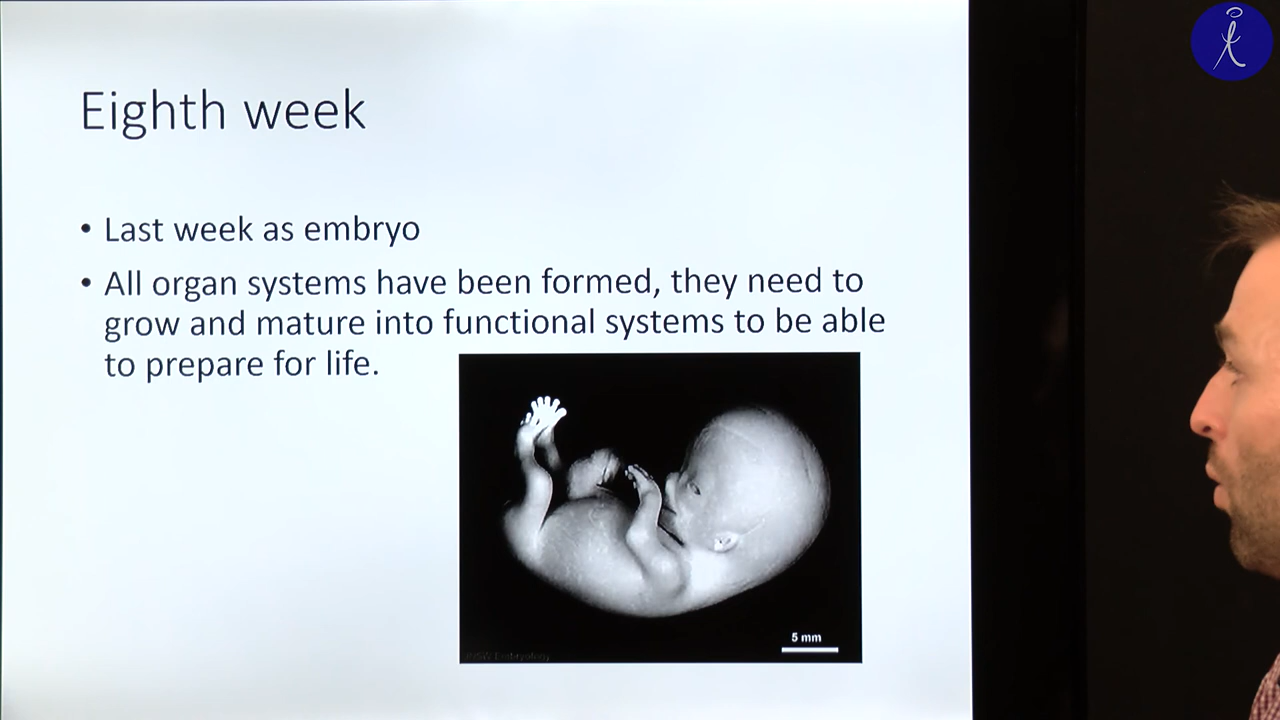 Eighth week
• Last week as embryo
• All organ systems have been formed, they need to
grow and mature into functional systems to be able
to prepare for life.
5 mm